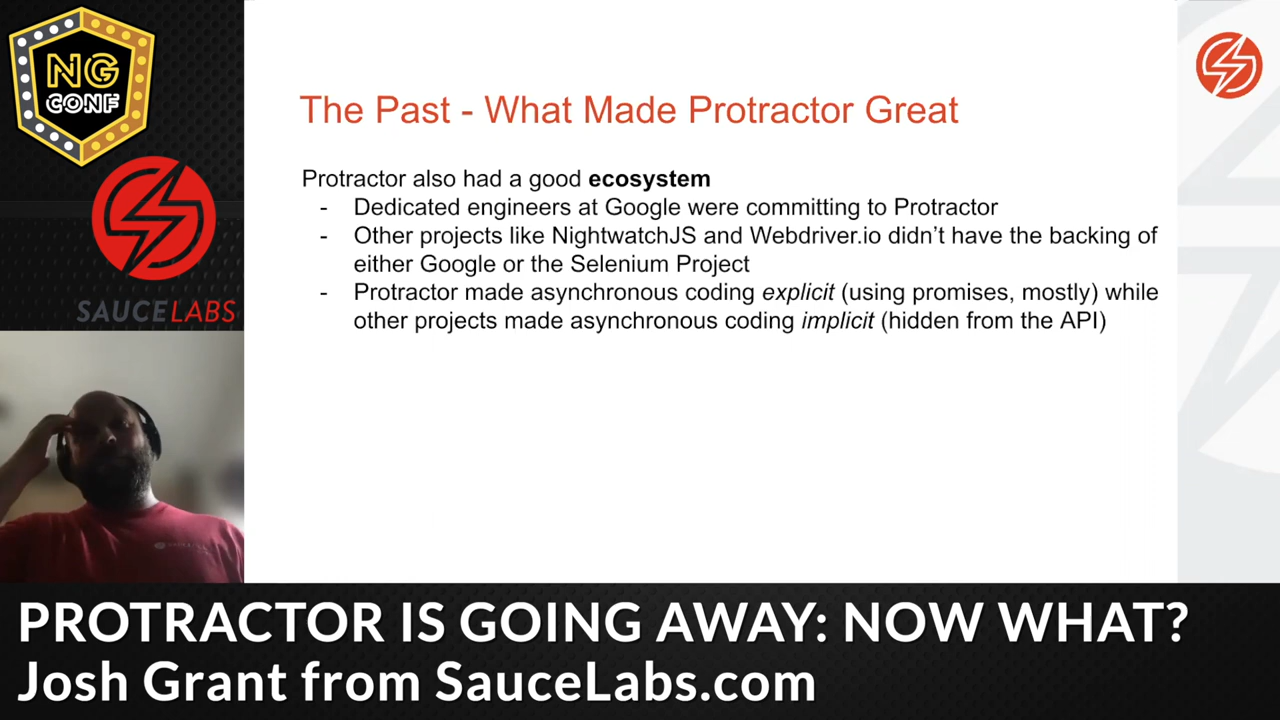 NG
CONF
SAUCELABS
The Past - What Made Protractor Great
Protractor also had a good ecosystem
- Dedicated engineers at Google were committing to Protractor
- Other projects like NightwatchJS and Webdriver.io didn't have the backing of
either Google or the Selenium Project
- Protractor made asynchronous coding explicit (using promises, mostly) while
other projects made asynchronous coding implicit (hidden from the API)
PROTRACTOR IS GOING AWAY: NOW WHAT?
Josh Grant from SauceLabs.com